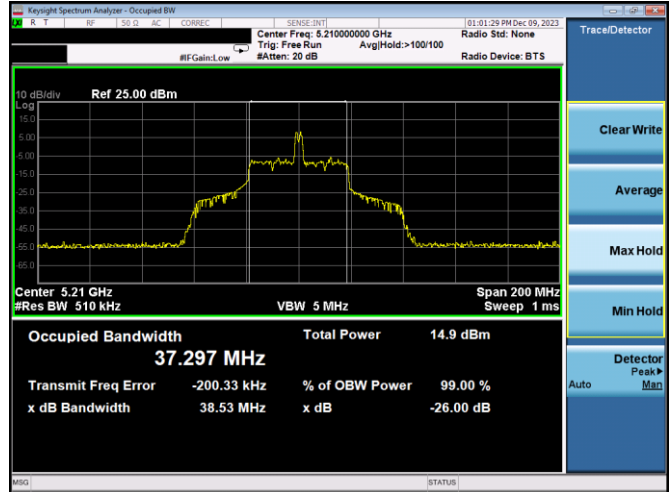 Keysight Spectrum Analyzer - Occupied BW
R T RF 50 Ω AC CORREC SENSE:INT 01:01:29 PM Dec 09, 2023
Center Freq: 5.210000000 GHz Radio Std: None
Trig: Free Run Avg|Hold:>100/100
#IFGain:Low #Atten: 20 dB Radio Device: BTS
Trace/Detector
10 dB/div Ref 25.00 dBm
Log
15.0
5.00
-5.00
-15.0
-25.0
-35.0
-45.0
-55.0
-65.0
Center 5.21 GHz Span 200 MHz
#Res BW 510 kHz VBW 5 MHz Sweep 1 ms
Occupied Bandwidth Total Power 14.9 dBm
37.297 MHz
Transmit Freq Error -200.33 kHz % of OBW Power 99.00 %
x dB Bandwidth 38.53 MHz x dB -26.00 dB
Clear Write
Average
Max Hold
Min Hold
Detector
Peak▶
Auto Man
MSG STATUS